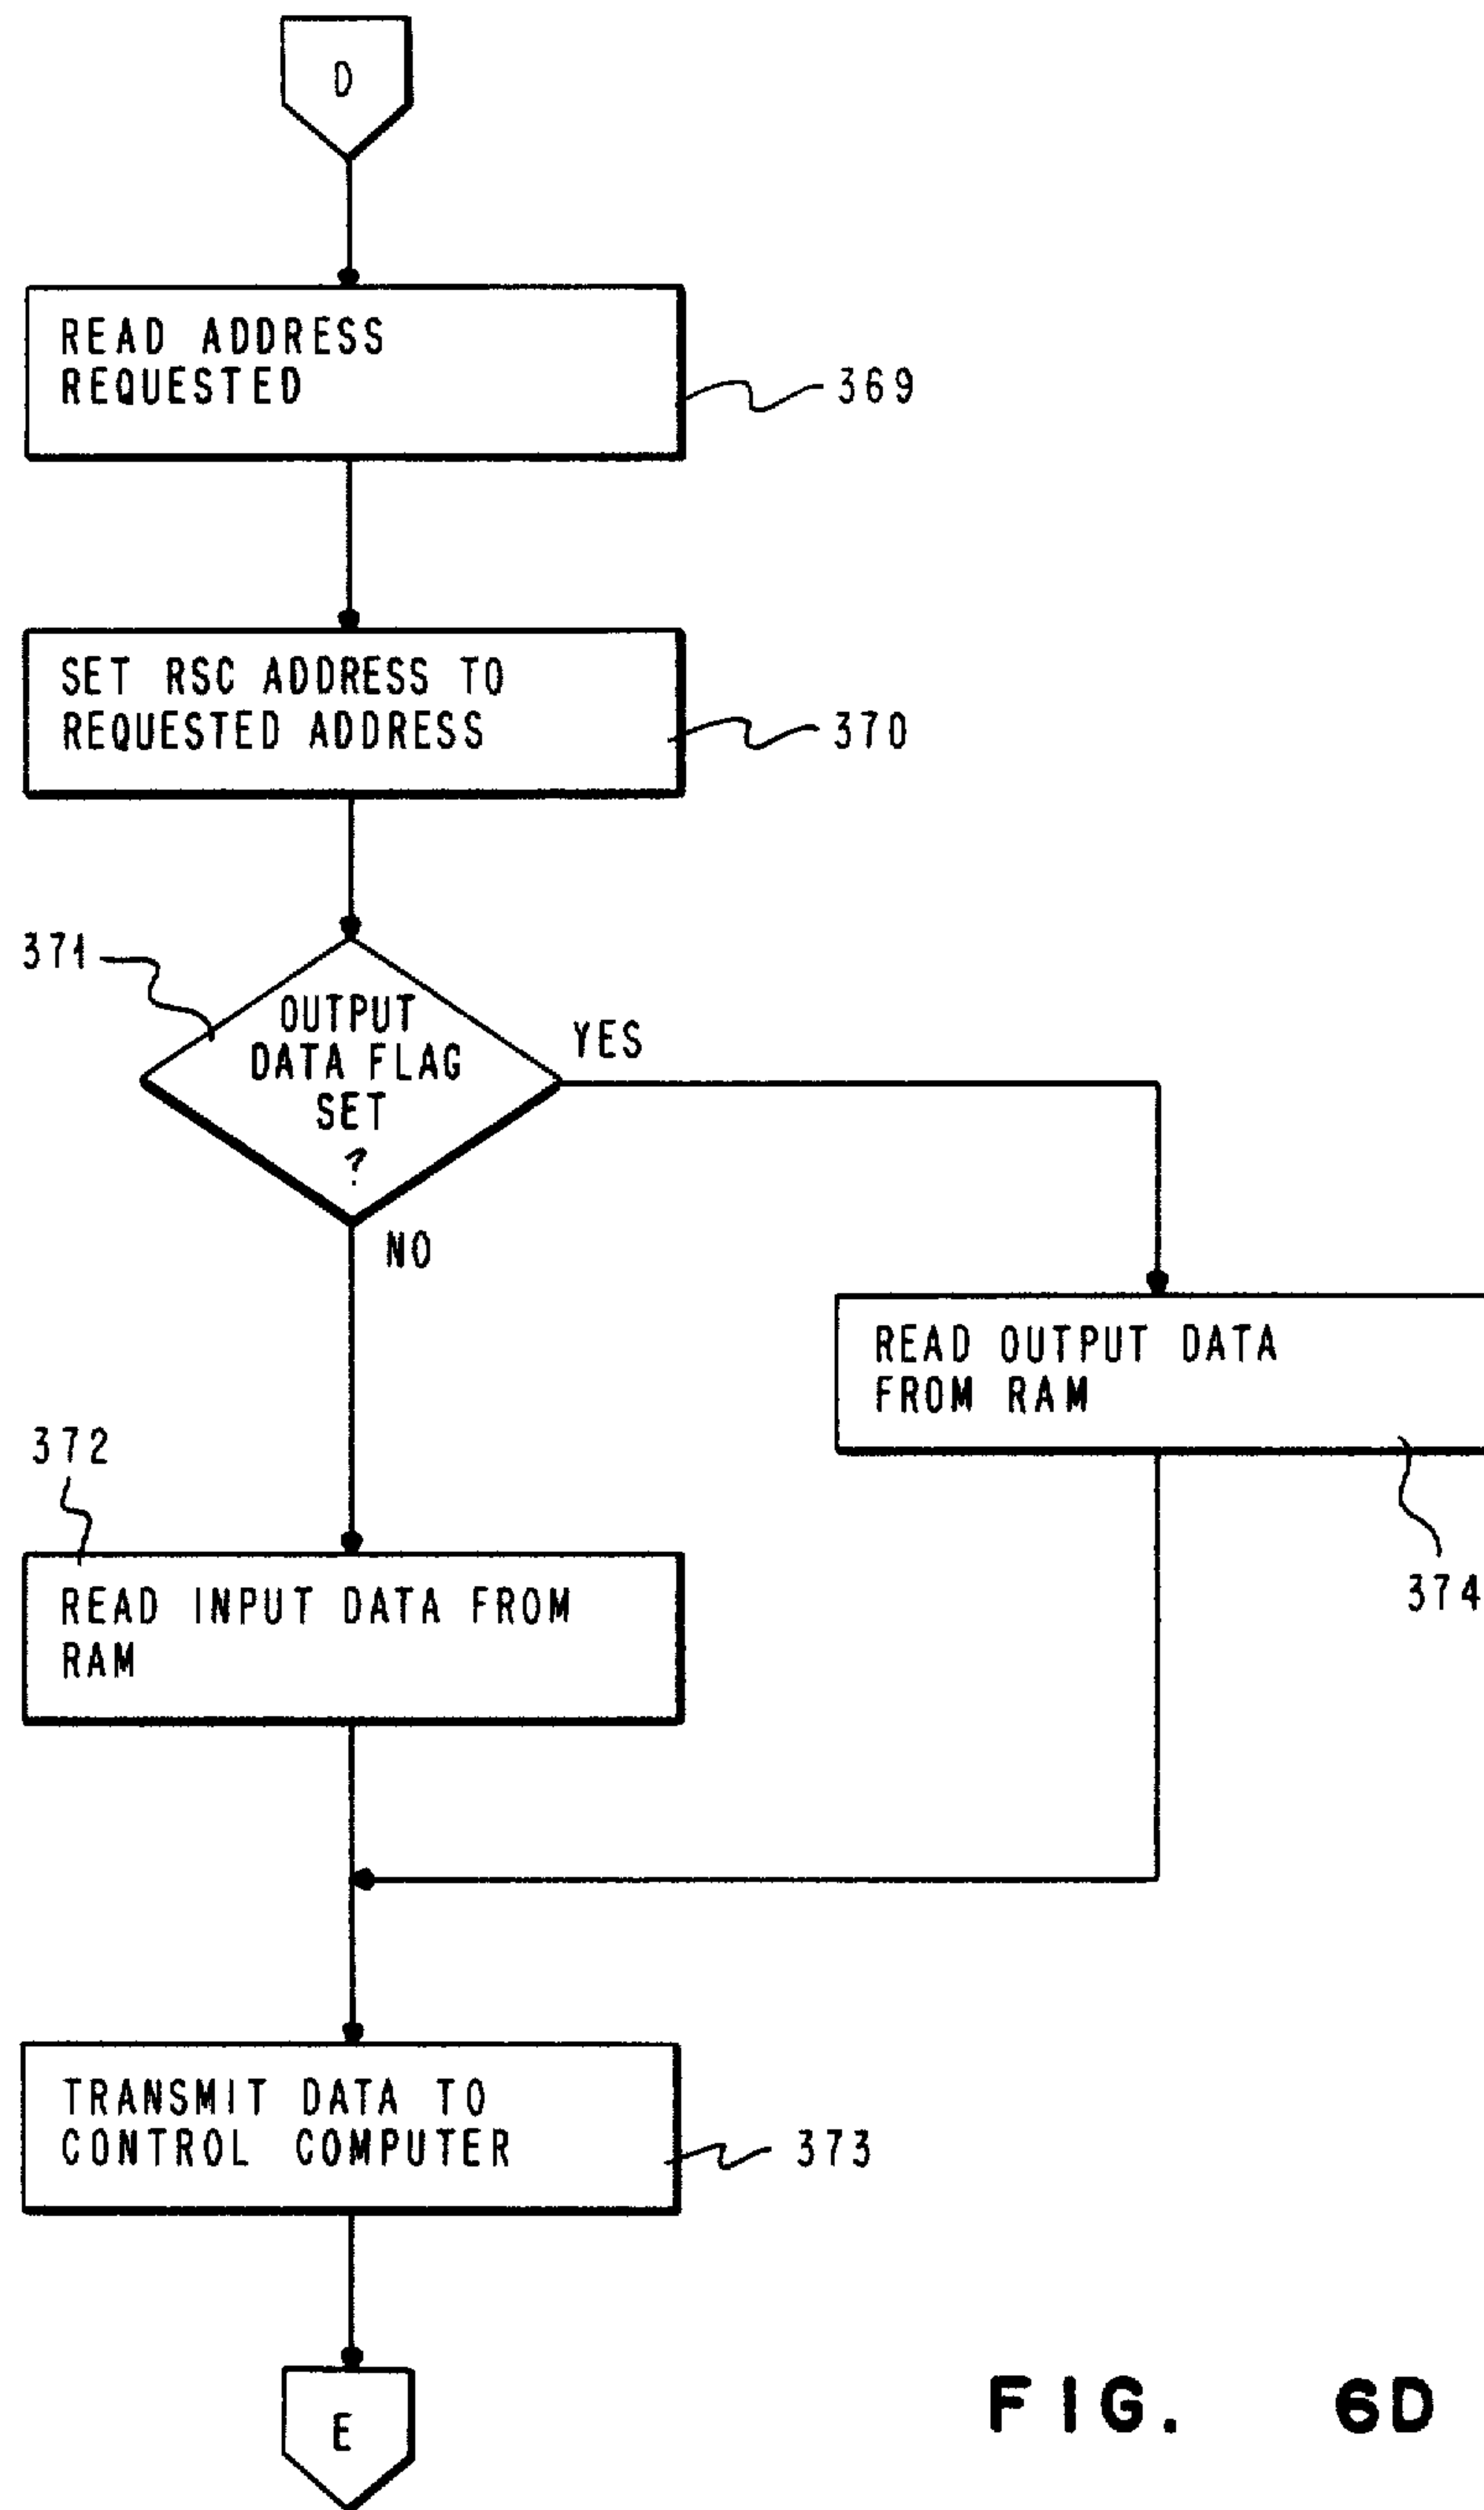 D
READ ADDRESS
REQUESTED
369
SET RSC ADDRESS TO
REQUESTED ADDRESS
370
371
OUTPUT
DATA FLAG
SET
?
YES
NO
READ OUTPUT DATA
FROM RAM
374
372
READ INPUT DATA FROM
RAM
TRANSMIT DATA TO
CONTROL COMPUTER
373
E
FIG. 6D